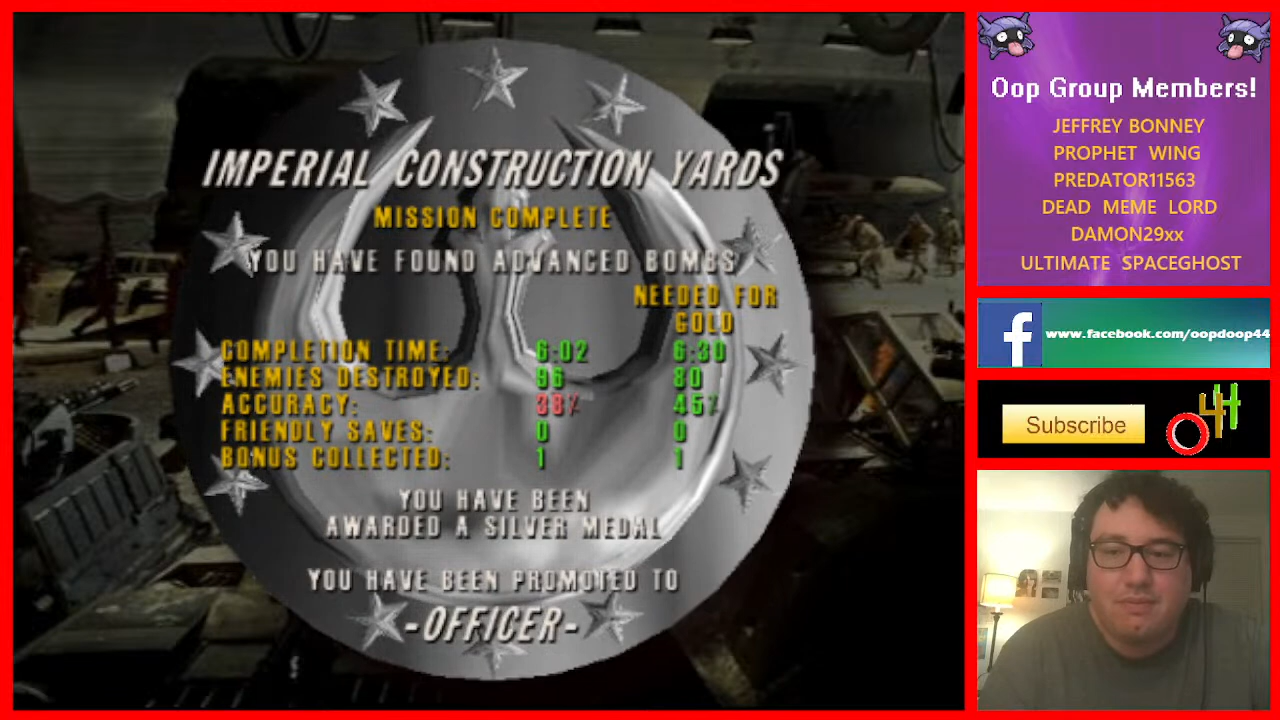 IMPERIAL CONSTRUCTION YARDS
MISSION COMPLETE
YOU HAVE FOUND ADVANCED BOMBS
NEEDED FOR
GOLD
COMPLETION TIME: 6:02 6:30
ENEMIES DESTROYED: 96 80
ACCURACY: 38% 45%
FRIENDLY SAVES: 0 0
BONUS COLLECTED: 1 1
YOU HAVE BEEN
AWARDED A SILVER MEDAL
YOU HAVE BEEN PROMOTED TO
-OFFICER-
Oop Group Members!
JEFFREY BONNEY
PROPHET WING
PREDATOR11563
DEAD MEME LORD
DAMON29xx
ULTIMATE SPACEGHOST
f www.facebook.com/oopdoop44
Subscribe O44